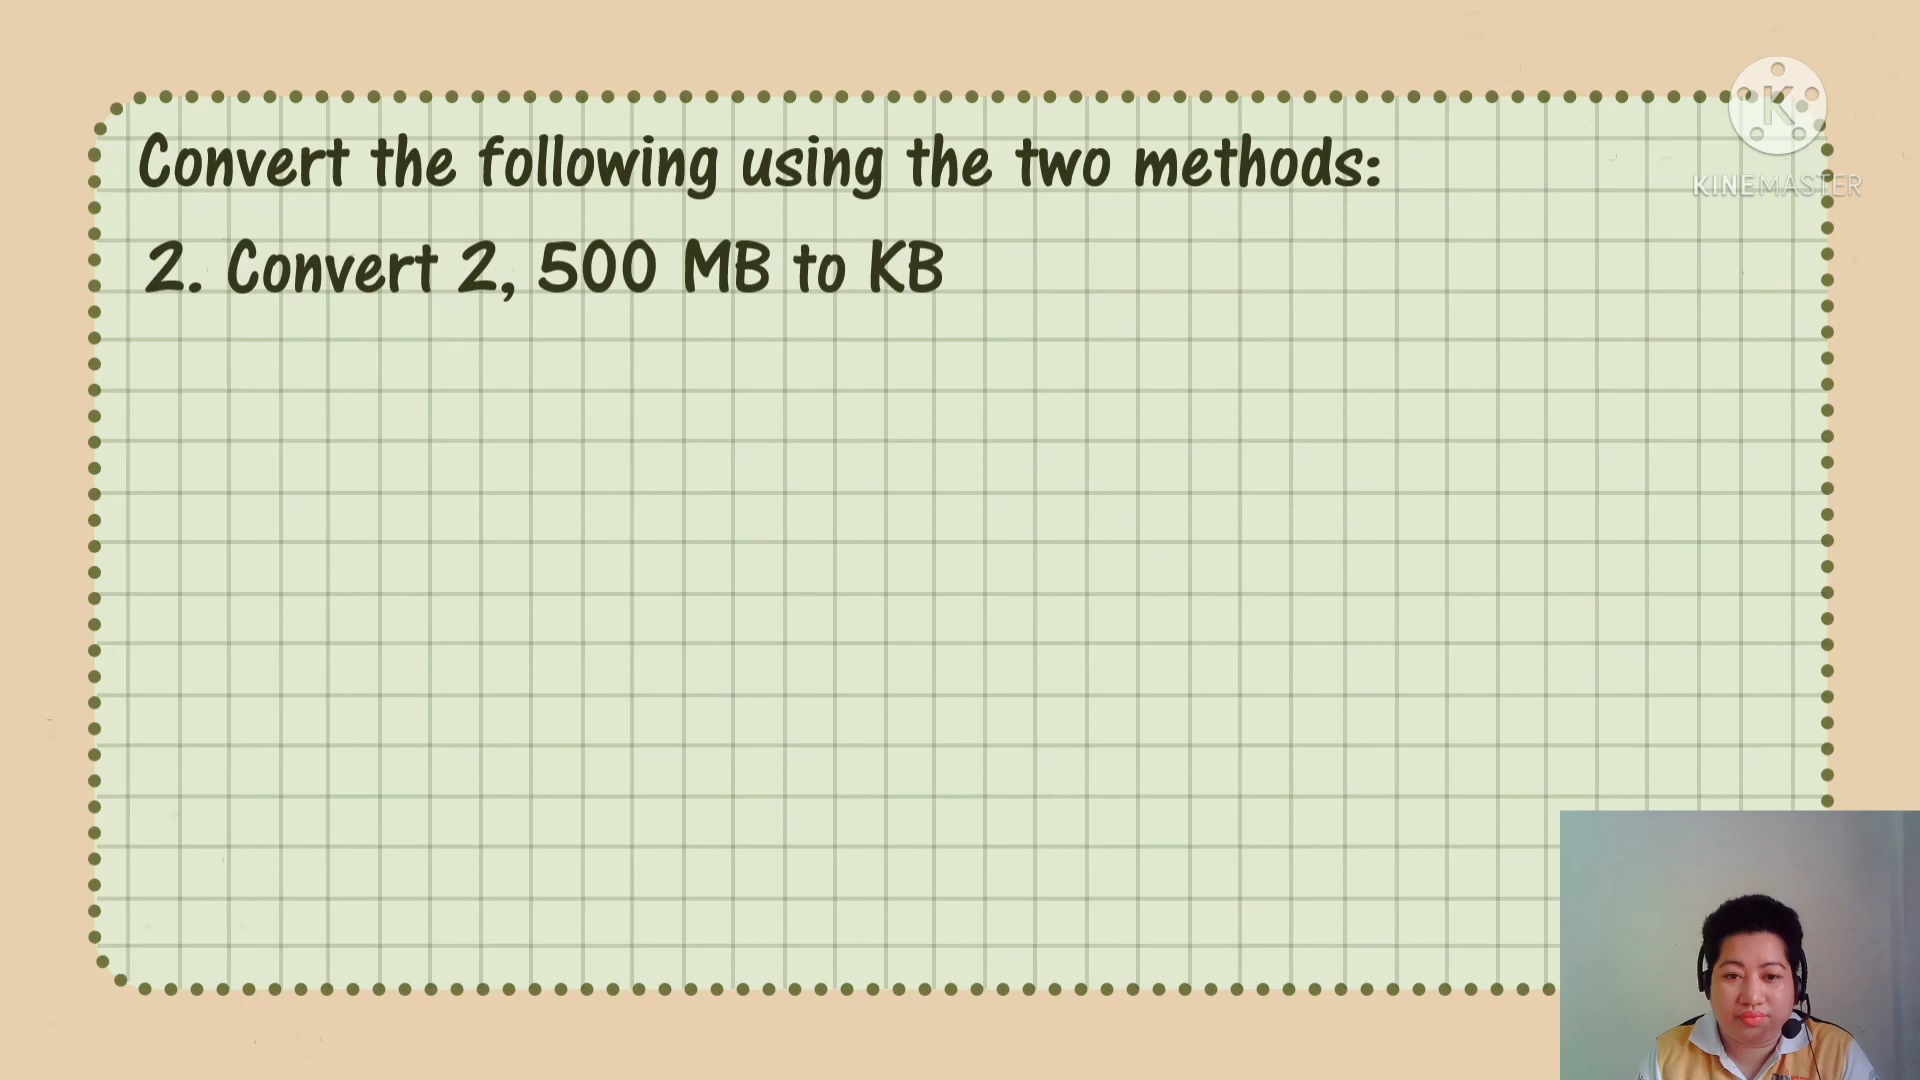 Convert the following using the two methods:
2. Convert 2, 500 MB to KB
K
KINEMASTER